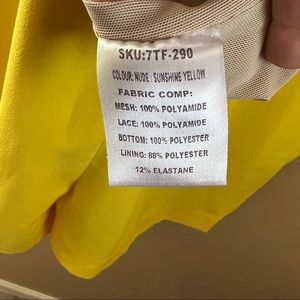 SKU:7TF-290
COLOUR: NUDE SUNSHINE YELLOW
FABRIC COMP:
MESH: 100% POLYAMIDE
LACE: 100% POLYAMIDE
BOTTOM: 100% POLYESTER
LINING: 88% POLYESTER
12% ELASTANE